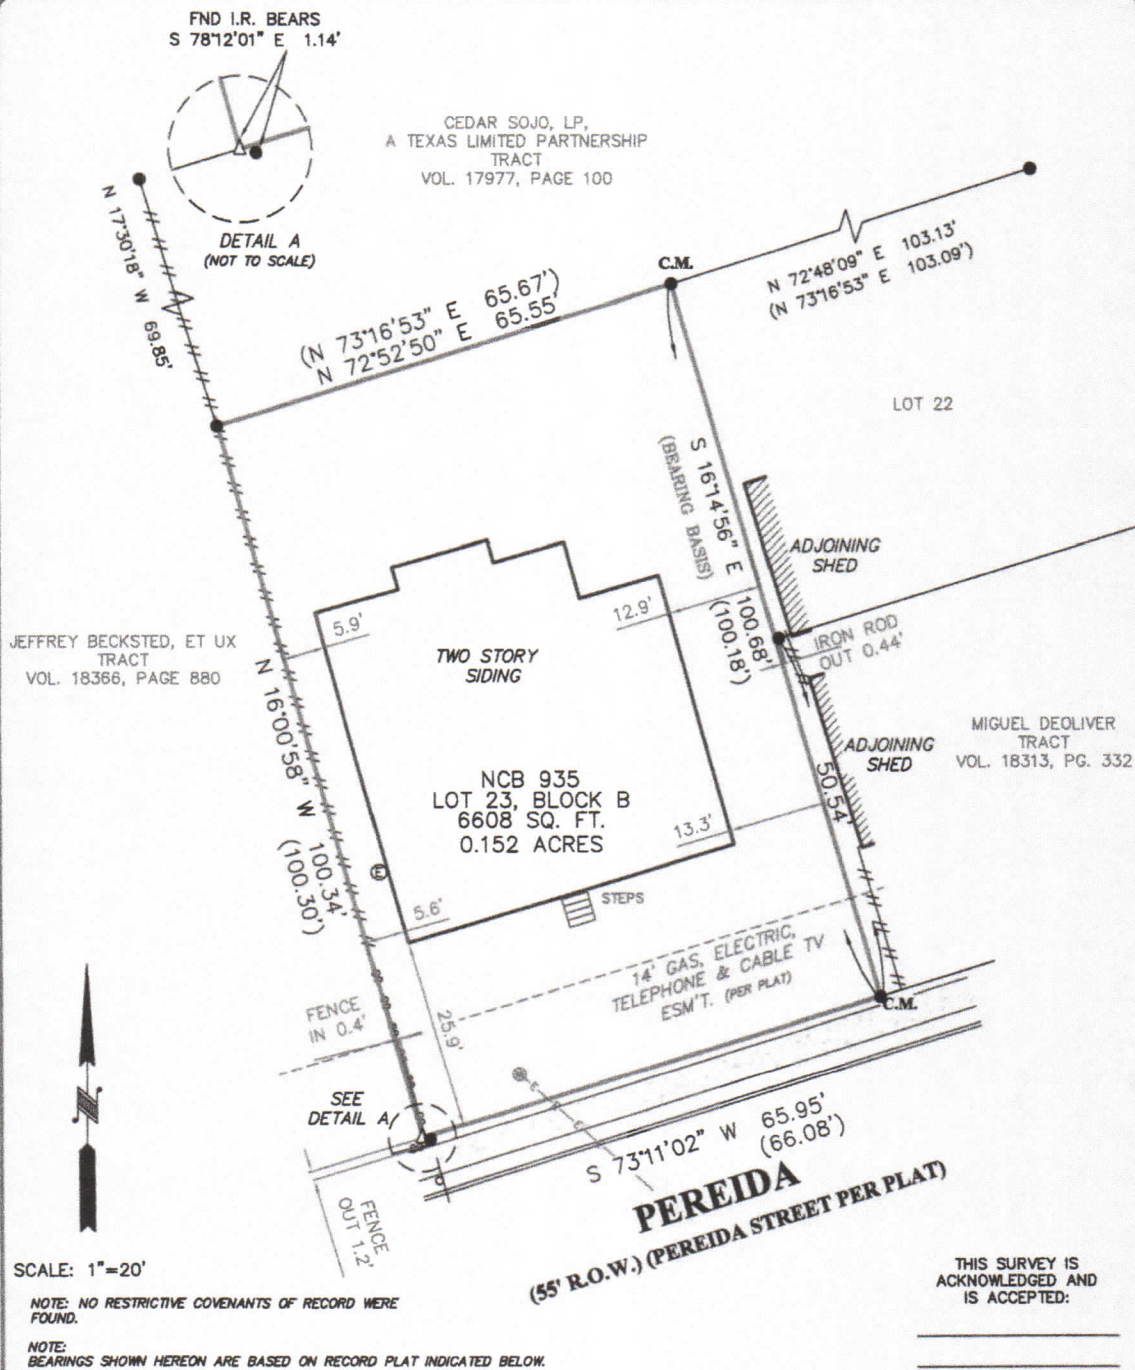 FND I.R. BEARS
S 78°12'01" E 1.14'
CEDAR SOJO, LP,
A TEXAS LIMITED PARTNERSHIP
TRACT
VOL. 17977, PAGE 100
DETAIL A
(NOT TO SCALE)
N 17°30'18" W 69.85'
C.M.
N 72°48'09" E 103.13'
(N 73°16'53" E 103.09')
(N 73°16'53" E 65.67')
N 72°52'50" E 65.55'
LOT 22
S 16°14'56" E 100.68'
(BEARING BASIS) (100.18')
ADJOINING
SHED
5.9'
12.9'
IRON ROD
OUT 0.44'
JEFFREY BECKSTED, ET UX
TRACT
VOL. 18366, PAGE 880
TWO STORY
SIDING
N 16°00'58" W 100.34'
(100.30')
MIGUEL DEOLIVER
TRACT
VOL. 18313, PG. 332
ADJOINING
SHED
50.54'
NCB 935
LOT 23, BLOCK B
6608 SQ. FT.
0.152 ACRES
13.3'
E
5.6'
STEPS
14' GAS, ELECTRIC,
TELEPHONE & CABLE TV
ESM'T. (PER PLAT)
C.M.
FENCE
IN 0.4'
25.9'
SEE
DETAIL A
S 73°11'02" W 65.95'
(66.08')
PEREIDA
(55' R.O.W.) (PEREIDA STREET PER PLAT)
FENCE
OUT 1.2'
N
SCALE: 1"=20'
NOTE: NO RESTRICTIVE COVENANTS OF RECORD WERE
FOUND.
NOTE:
BEARINGS SHOWN HEREON ARE BASED ON RECORD PLAT INDICATED BELOW.
THIS SURVEY IS
ACKNOWLEDGED AND
IS ACCEPTED: